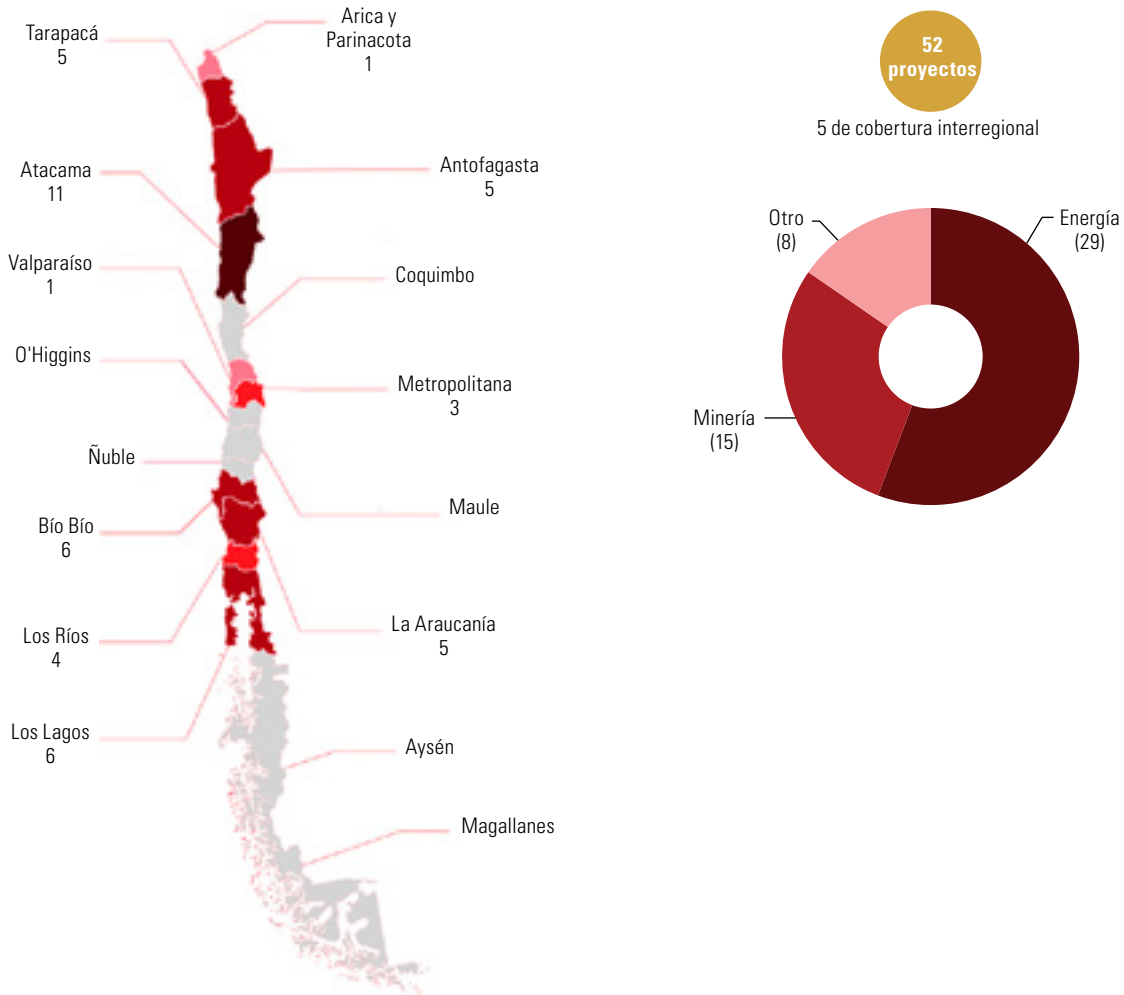 Arica y
Parinacota
1
Tarapacá
5
Atacama
11
Antofagasta
5
Valparaíso
1
Coquimbo
O'Higgins
Metropolitana
3
Ñuble
Maule
Bío Bío
6
La Araucanía
5
Los Ríos
4
Los Lagos
6
Aysén
Magallanes
52
proyectos
5 de cobertura interregional
Otro
(8)
Energía
(29)
Minería
(15)